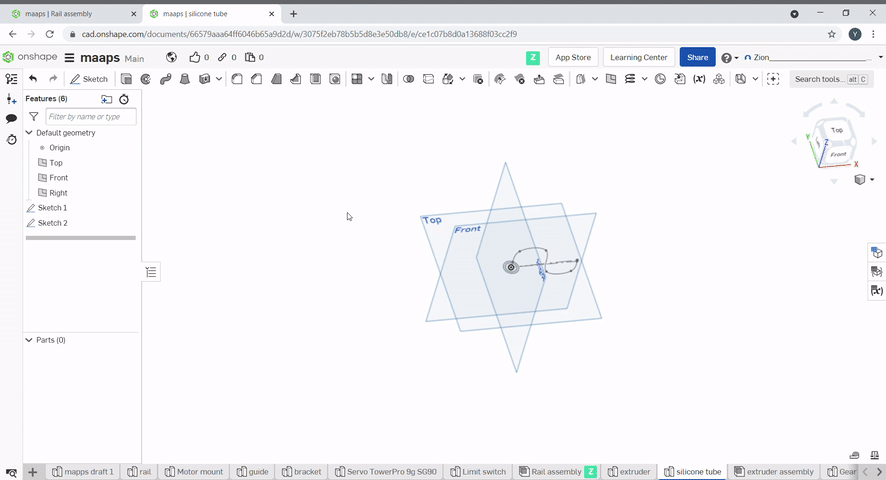 maaps | Rail assembly
maaps | silicone tube
cad.onshape.com/documents/66579aaa64ff6046b65a9d2d/w/3075f2eb78b5b5d8e3e50db8/e/ce1c07b8d0a13688f03cc2f9
Y
onshape
maaps Main
0
0
0
Z
App Store
Learning Center
Share
Zion_
Sketch
Search tools... alt C
Features (6)
Filter by name or type
Default geometry
Origin
Top
Front
Right
Sketch 1
Sketch 2
Parts (0)
Top
Front
Top
Front
Z
Y
X
mapps draft 1
rail
Motor mount
guide
bracket
Servo TowerPro 9g SG90
Limit switch
Rail assembly
Z
extruder
silicone tube
extruder assembly
Gear